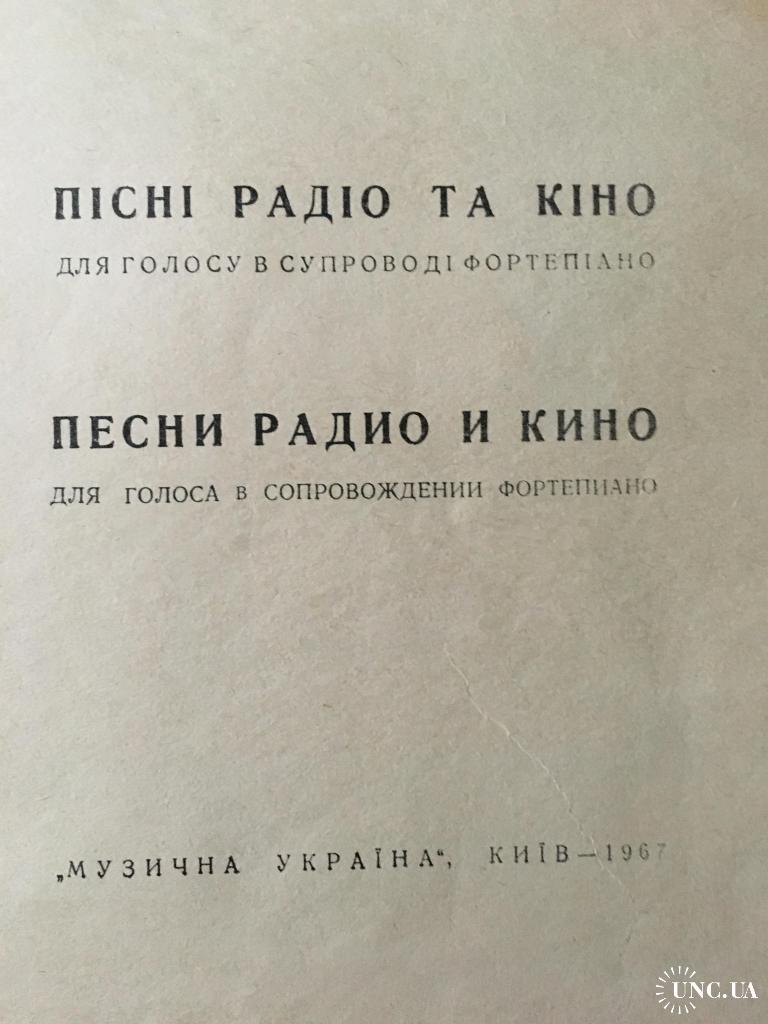 ПІСНІ РАДІО ТА КІНО
ДЛЯ ГОЛОСУ В СУПРОВОДІ ФОРТЕПІАНО
ПЕСНИ РАДИО И КИНО
ДЛЯ ГОЛОСА В СОПРОВОЖДЕНИИ ФОРТЕПИАНО
„МУЗИЧНА УКРАЇНА“, КИЇВ—1967
UNC.UA